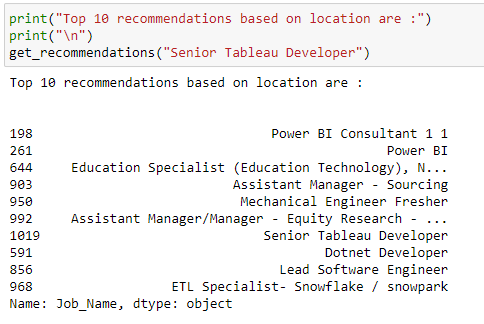 print("Top 10 recommendations based on location are :")
print("\n")
get_recommendations("Senior Tableau Developer")
Top 10 recommendations based on location are :
198 Power BI Consultant 1 1
261 Power BI
644 Education Specialist (Education Technology), N...
903 Assistant Manager - Sourcing
950 Mechanical Engineer Fresher
992 Assistant Manager/Manager - Equity Research - ...
1019 Senior Tableau Developer
591 Dotnet Developer
856 Lead Software Engineer
968 ETL Specialist- Snowflake / snowpark
Name: Job_Name, dtype: object